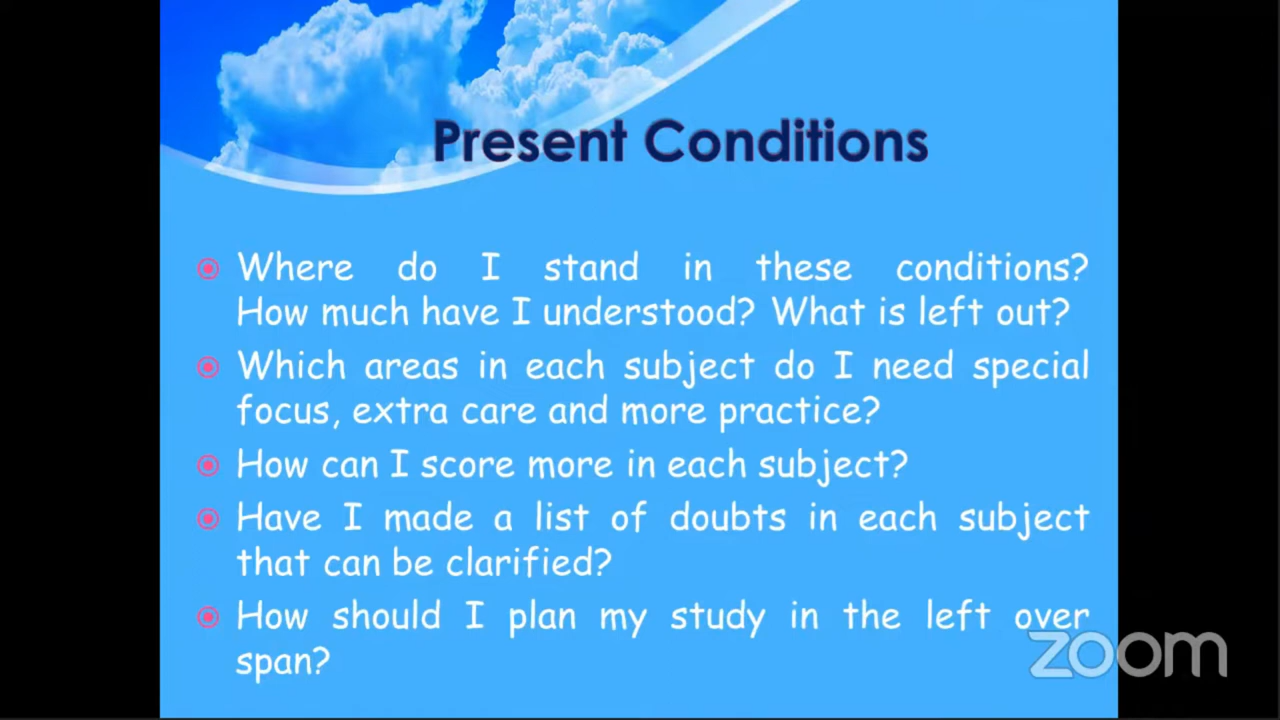 Present Conditions
Where do I stand in these conditions?
How much have I understood? What is left out?
Which areas in each subject do I need special
focus, extra care and more practice?
How can I score more in each subject?
Have I made a list of doubts in each subject
that can be clarified?
How should I plan my study in the left over
span?
zoom